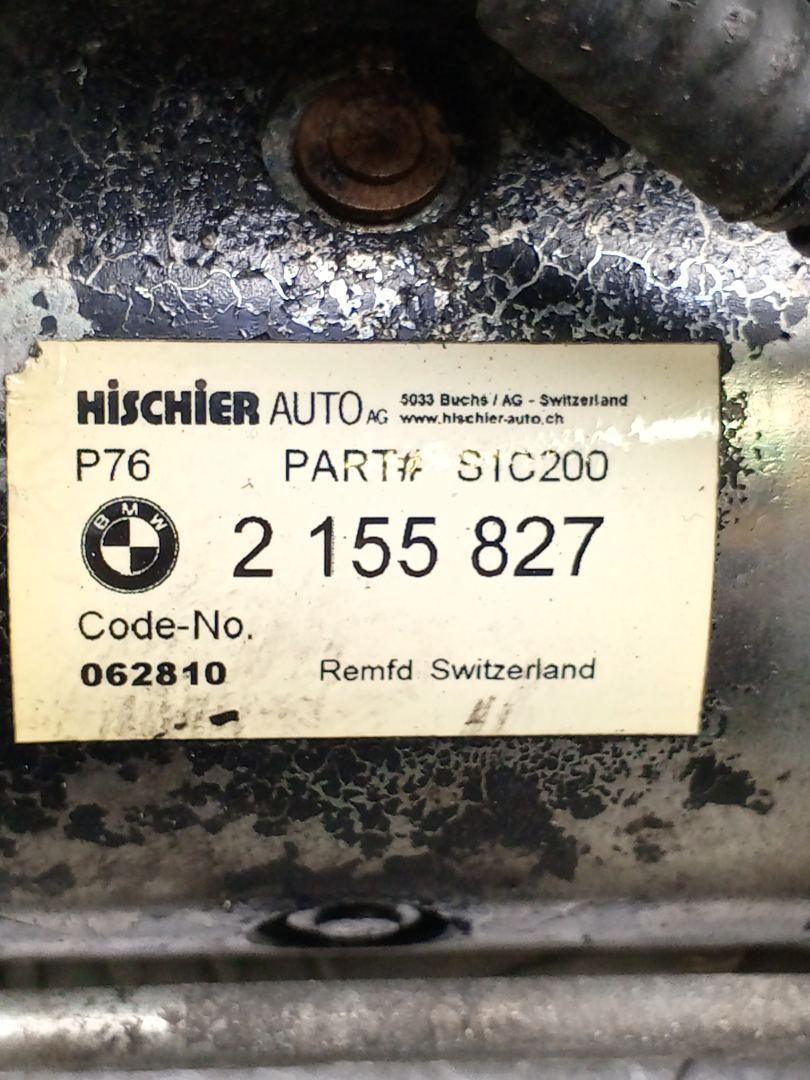 HiSCHiER AUTO AG 5033 Buchs / AG - Switzerland
www.hischier-auto.ch
P76 PART# S1C200
BMW 2 155 827
Code-No.
062810 Remfd Switzerland